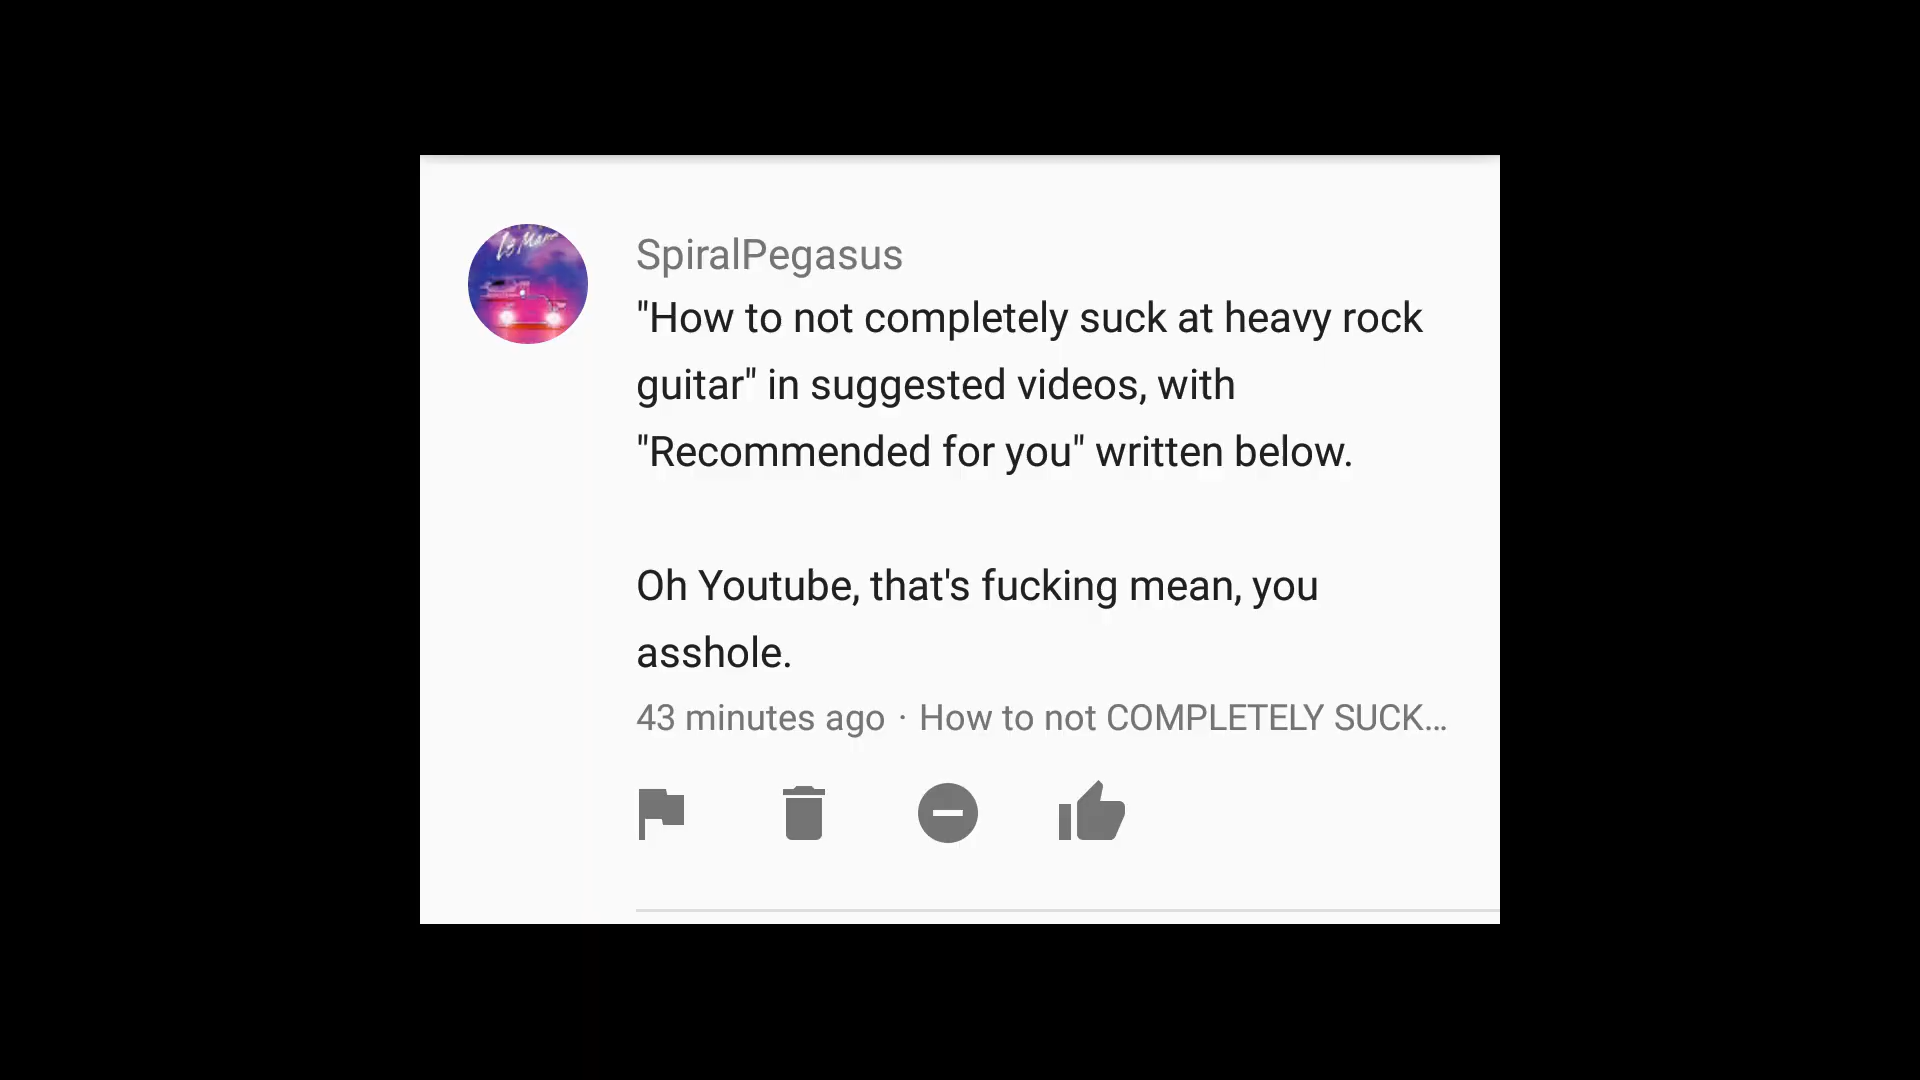 SpiralPegasus
"How to not completely suck at heavy rock
guitar" in suggested videos, with
"Recommended for you" written below.
Oh Youtube, that's fucking mean, you
asshole.
43 minutes ago · How to not COMPLETELY SUCK...